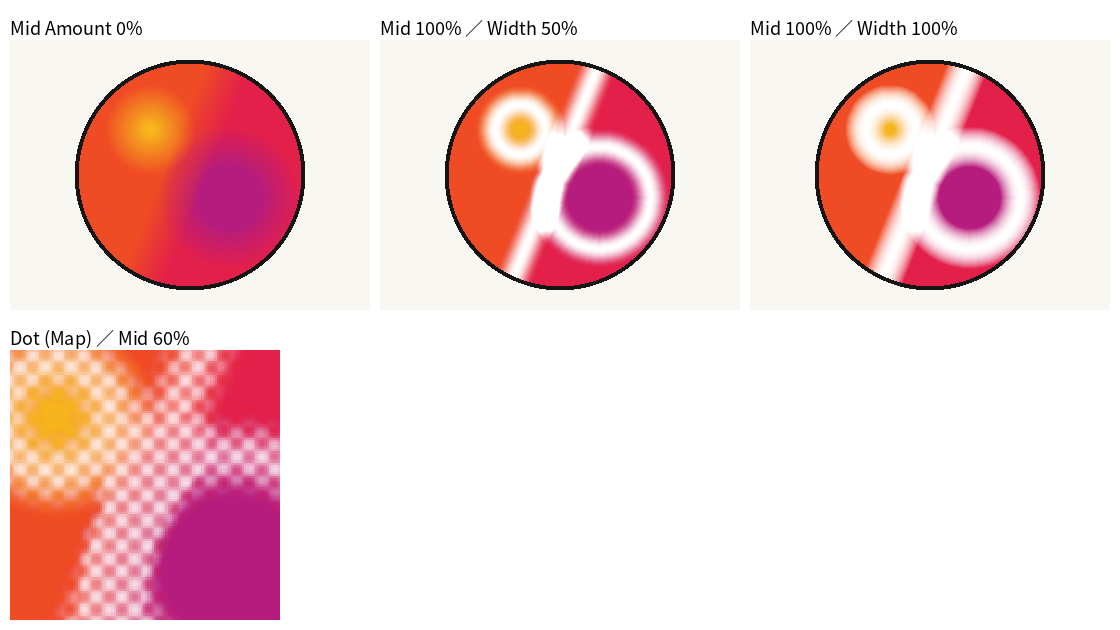 Mid Amount 0%
Mid 100% ／ Width 50%
Mid 100% ／ Width 100%
Dot (Map) ／ Mid 60%